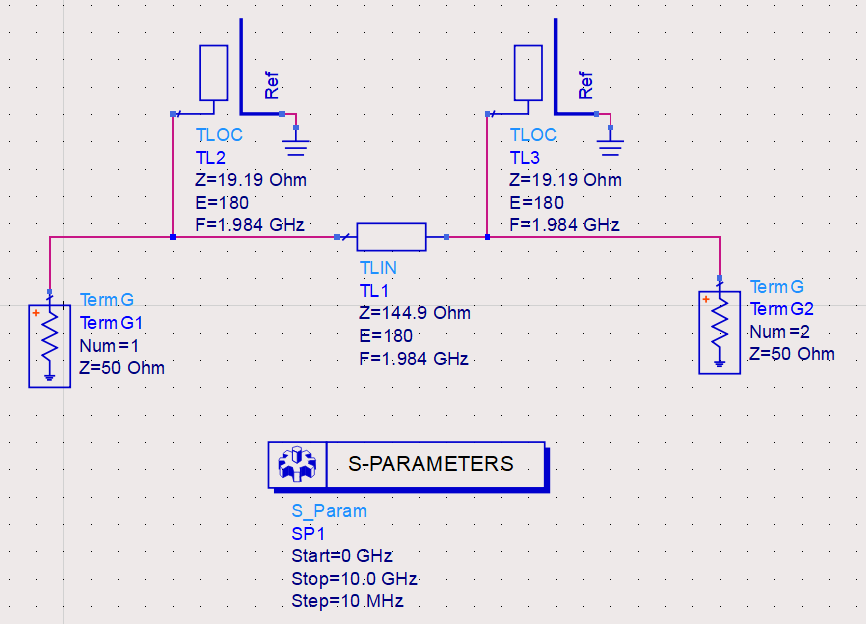 Ref
Ref
TLOC
TL2
Z=19.19 Ohm
E=180
F=1.984 GHz
TLOC
TL3
Z=19.19 Ohm
E=180
F=1.984 GHz
TLIN
TL1
Z=144.9 Ohm
E=180
F=1.984 GHz
+
TermG
TermG1
Num=1
Z=50 Ohm
+
TermG
TermG2
Num=2
Z=50 Ohm
S-PARAMETERS
S_Param
SP1
Start=0 GHz
Stop=10.0 GHz
Step=10 MHz